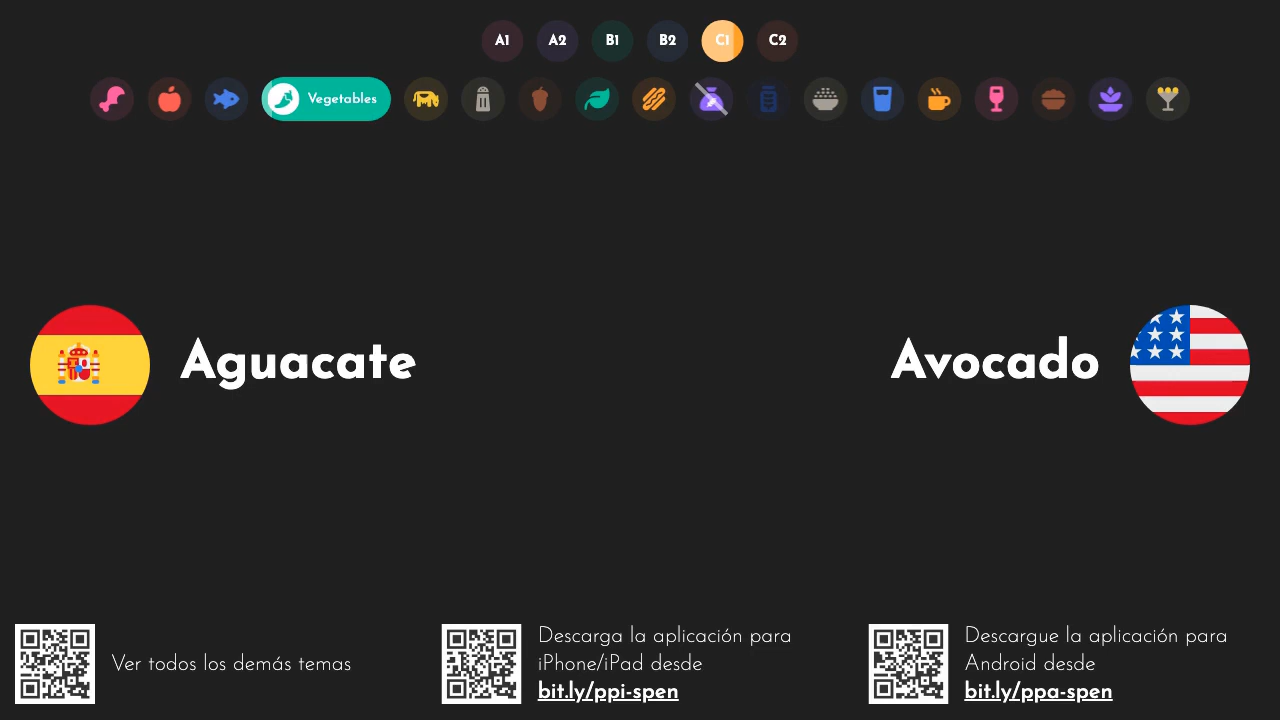 A1 A2 B1 B2 C1 C2
Vegetables
Aguacate
Avocado
Ver todos los demás temas
Descarga la aplicación para
iPhone/iPad desde
bit.ly/ppi-spen
Descargue la aplicación para
Android desde
bit.ly/ppa-spen